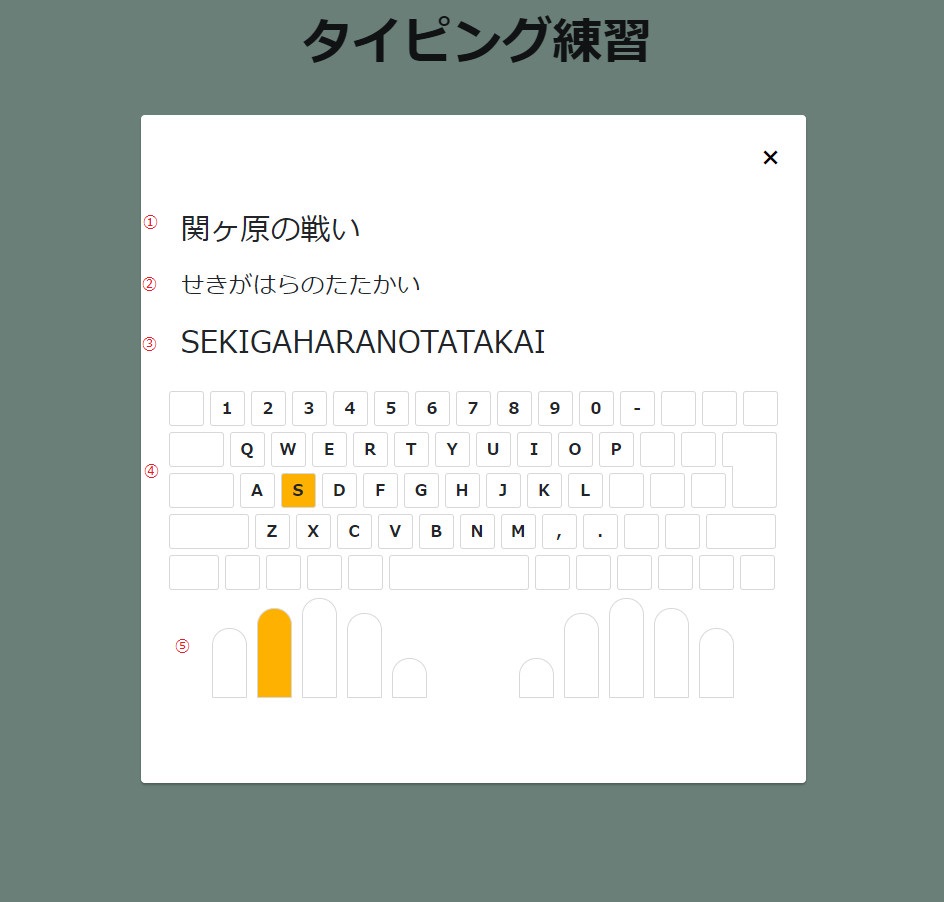 タイピング練習
×
① 関ヶ原の戦い
② せきがはらのたたかい
③ SEKIGAHARANOTATAKAI
1 2 3 4 5 6 7 8 9 0 -
Q W E R T Y U I O P
④
A S D F G H J K L
Z X C V B N M , .
⑤